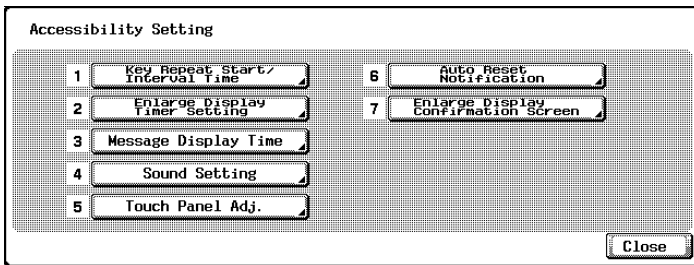 Accessibility Setting
1 Key Repeat Start/
Interval Time
2 Enlarge Display
Timer Setting
3 Message Display Time
4 Sound Setting
5 Touch Panel Adj.
6 Auto Reset
Notification
7 Enlarge Display
Confirmation Screen
Close